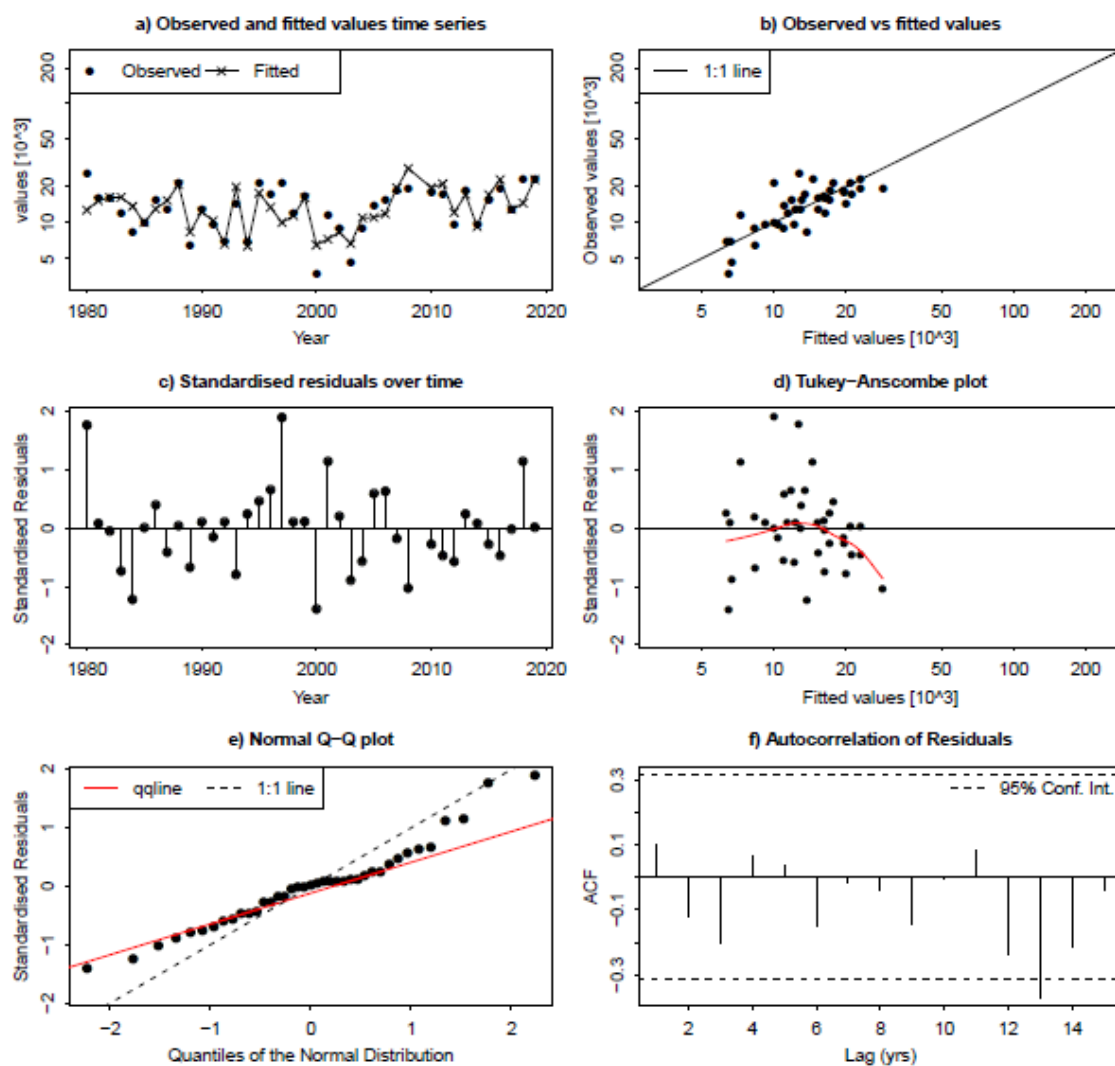 a) Observed and fitted values time series
values [10^3]
200
50
20
10
5
Observed
Fitted
1980
1990
2000
2010
2020
Year
b) Observed vs fitted values
Observed values [10^3]
200
50
20
10
5
1:1 line
5
10
20
50
100
200
Fitted values [10^3]
c) Standardised residuals over time
Standardised Residuals
2
1
0
−1
−2
1980
1990
2000
2010
2020
Year
d) Tukey−Anscombe plot
Standardised Residuals
2
1
0
−1
−2
5
10
20
50
100
200
Fitted values [10^3]
e) Normal Q−Q plot
Standardised Residuals
2
1
0
−1
−2
qqline
1:1 line
−2
−1
0
1
2
Quantiles of the Normal Distribution
f) Autocorrelation of Residuals
ACF
0.3
0.1
−0.1
−0.3
95% Conf. Int.
2
4
6
8
10
12
14
Lag (yrs)